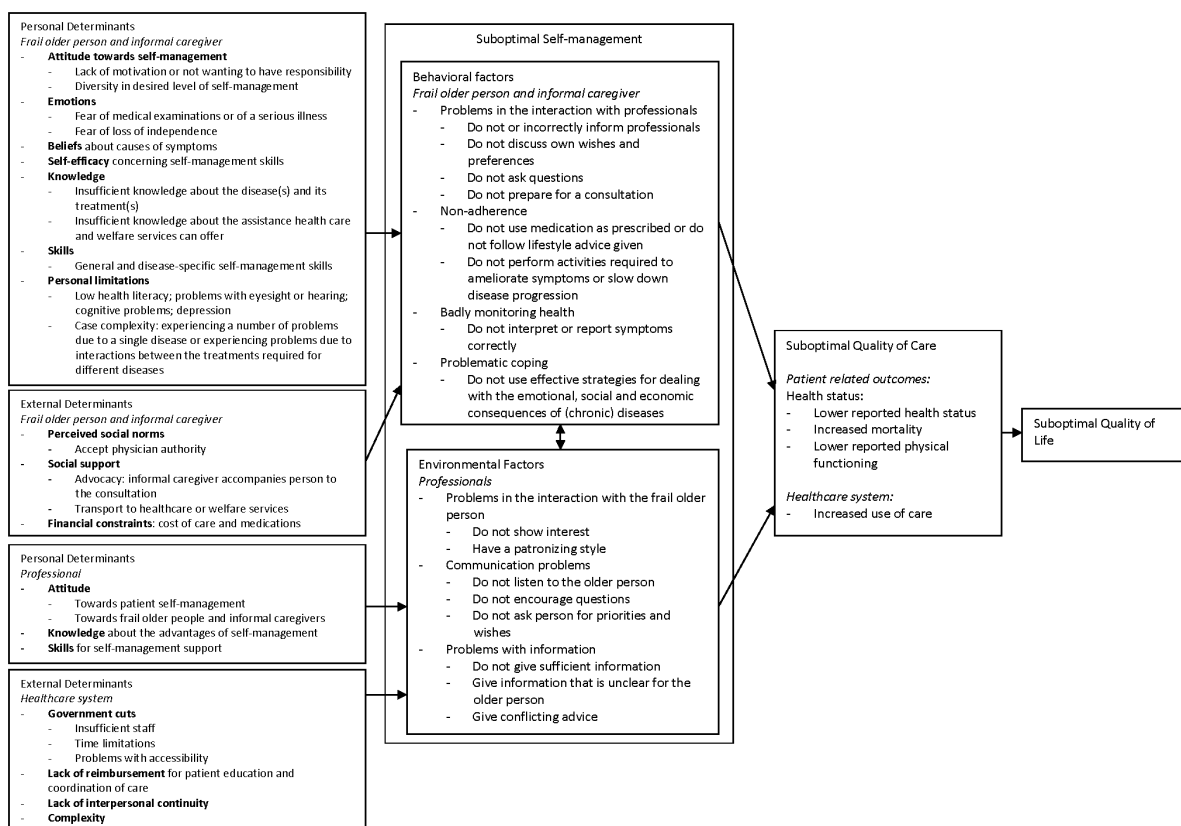 Personal Determinants
Frail older person and informal caregiver
- Attitude towards self-management
- Lack of motivation or not wanting to have responsibility
- Diversity in desired level of self-management
- Emotions
- Fear of medical examinations or of a serious illness
- Fear of loss of independence
- Beliefs about causes of symptoms
- Self-efficacy concerning self-management skills
- Knowledge
- Insufficient knowledge about the disease(s) and its
treatment(s)
- Insufficient knowledge about the assistance health care
and welfare services can offer
- Skills
- General and disease-specific self-management skills
- Personal limitations
- Low health literacy; problems with eyesight or hearing;
cognitive problems; depression
- Case complexity: experiencing a number of problems
due to a single disease or experiencing problems due to
interactions between the treatments required for
different diseases
External Determinants
Frail older person and informal caregiver
- Perceived social norms
- Accept physician authority
- Social support
- Advocacy: informal caregiver accompanies person to
the consultation
- Transport to healthcare or welfare services
- Financial constraints: cost of care and medications
Personal Determinants
Professional
- Attitude
- Towards patient self-management
- Towards frail older people and informal caregivers
- Knowledge about the advantages of self-management
- Skills for self-management support
External Determinants
Healthcare system
- Government cuts
- Insufficient staff
- Time limitations
- Problems with accessibility
- Lack of reimbursement for patient education and
coordination of care
- Lack of interpersonal continuity
- Complexity
Suboptimal Self-management
Behavioral factors
Frail older person and informal caregiver
- Problems in the interaction with professionals
- Do not or incorrectly inform professionals
- Do not discuss own wishes and
preferences
- Do not ask questions
- Do not prepare for a consultation
- Non-adherence
- Do not use medication as prescribed or do
not follow lifestyle advice given
- Do not perform activities required to
ameliorate symptoms or slow down
disease progression
- Badly monitoring health
- Do not interpret or report symptoms
correctly
- Problematic coping
- Do not use effective strategies for dealing
with the emotional, social and economic
consequences of (chronic) diseases
Environmental Factors
Professionals
- Problems in the interaction with the frail older
person
- Do not show interest
- Have a patronizing style
- Communication problems
- Do not listen to the older person
- Do not encourage questions
- Do not ask person for priorities and
wishes
- Problems with information
- Do not give sufficient information
- Give information that is unclear for the
older person
- Give conflicting advice
Suboptimal Quality of Care
Patient related outcomes:
Health status:
- Lower reported health status
- Increased mortality
- Lower reported physical
functioning
Healthcare system:
- Increased use of care
Suboptimal Quality of
Life